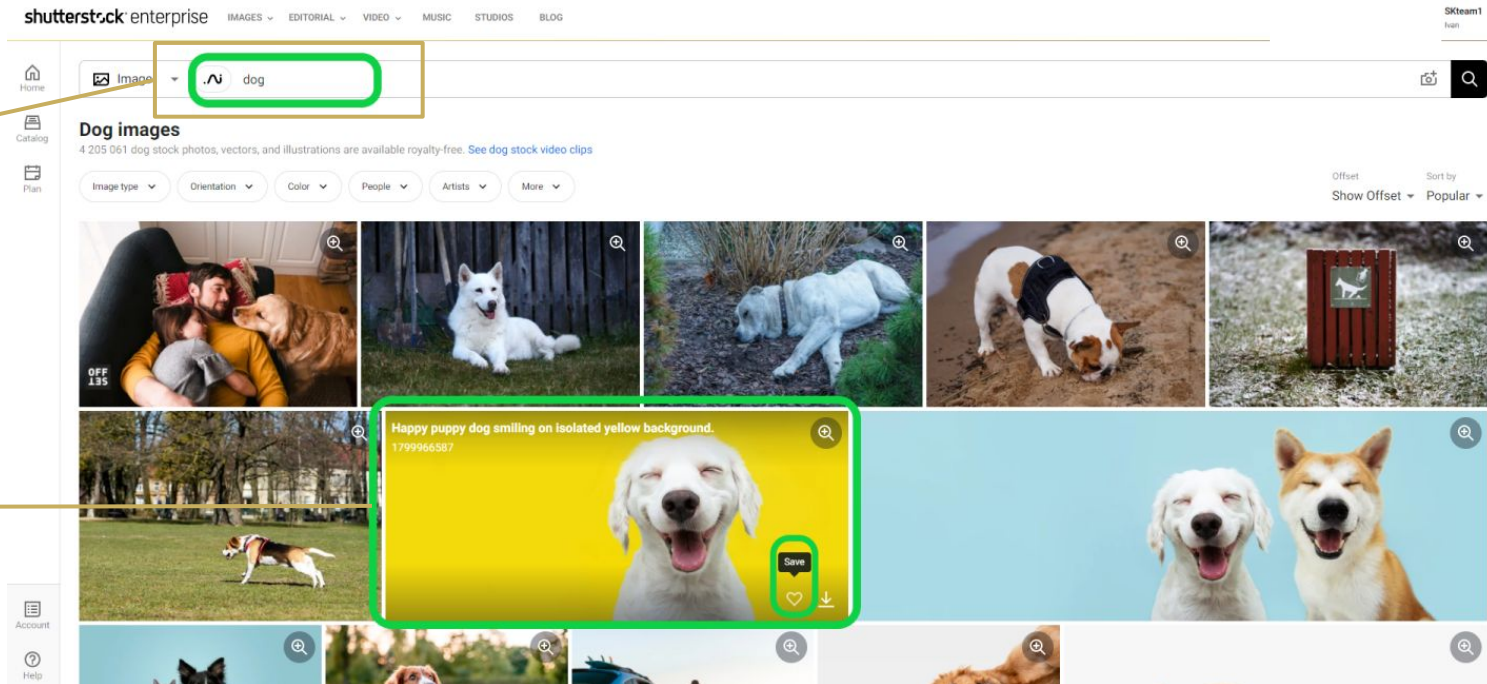 shutterstock enterprise IMAGES EDITORIAL VIDEO MUSIC STUDIOS BLOG
SKteam1
Ivan
Home
Catalog
Plan
Image
dog
Dog images
4 205 061 dog stock photos, vectors, and illustrations are available royalty-free. See dog stock video clips
Image type Orientation Color People Artists More
Offset Sort by
Show Offset Popular
OFF
SET
Happy puppy dog smiling on isolated yellow background.
1799966587
Save
Account
Help